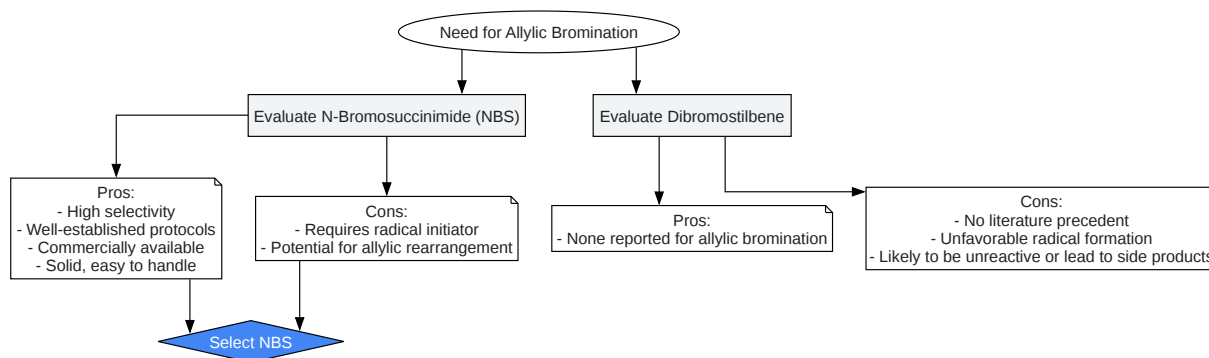 Need for Allylic Bromination
Evaluate N-Bromosuccinimide (NBS)
Evaluate Dibromostilbene
Pros:
- High selectivity
- Well-established protocols
- Commercially available
- Solid, easy to handle
Cons:
- Requires radical initiator
- Potential for allylic rearrangement
Pros:
- None reported for allylic bromination
Cons:
- No literature precedent
- Unfavorable radical formation
- Likely to be unreactive or lead to side products
Select NBS